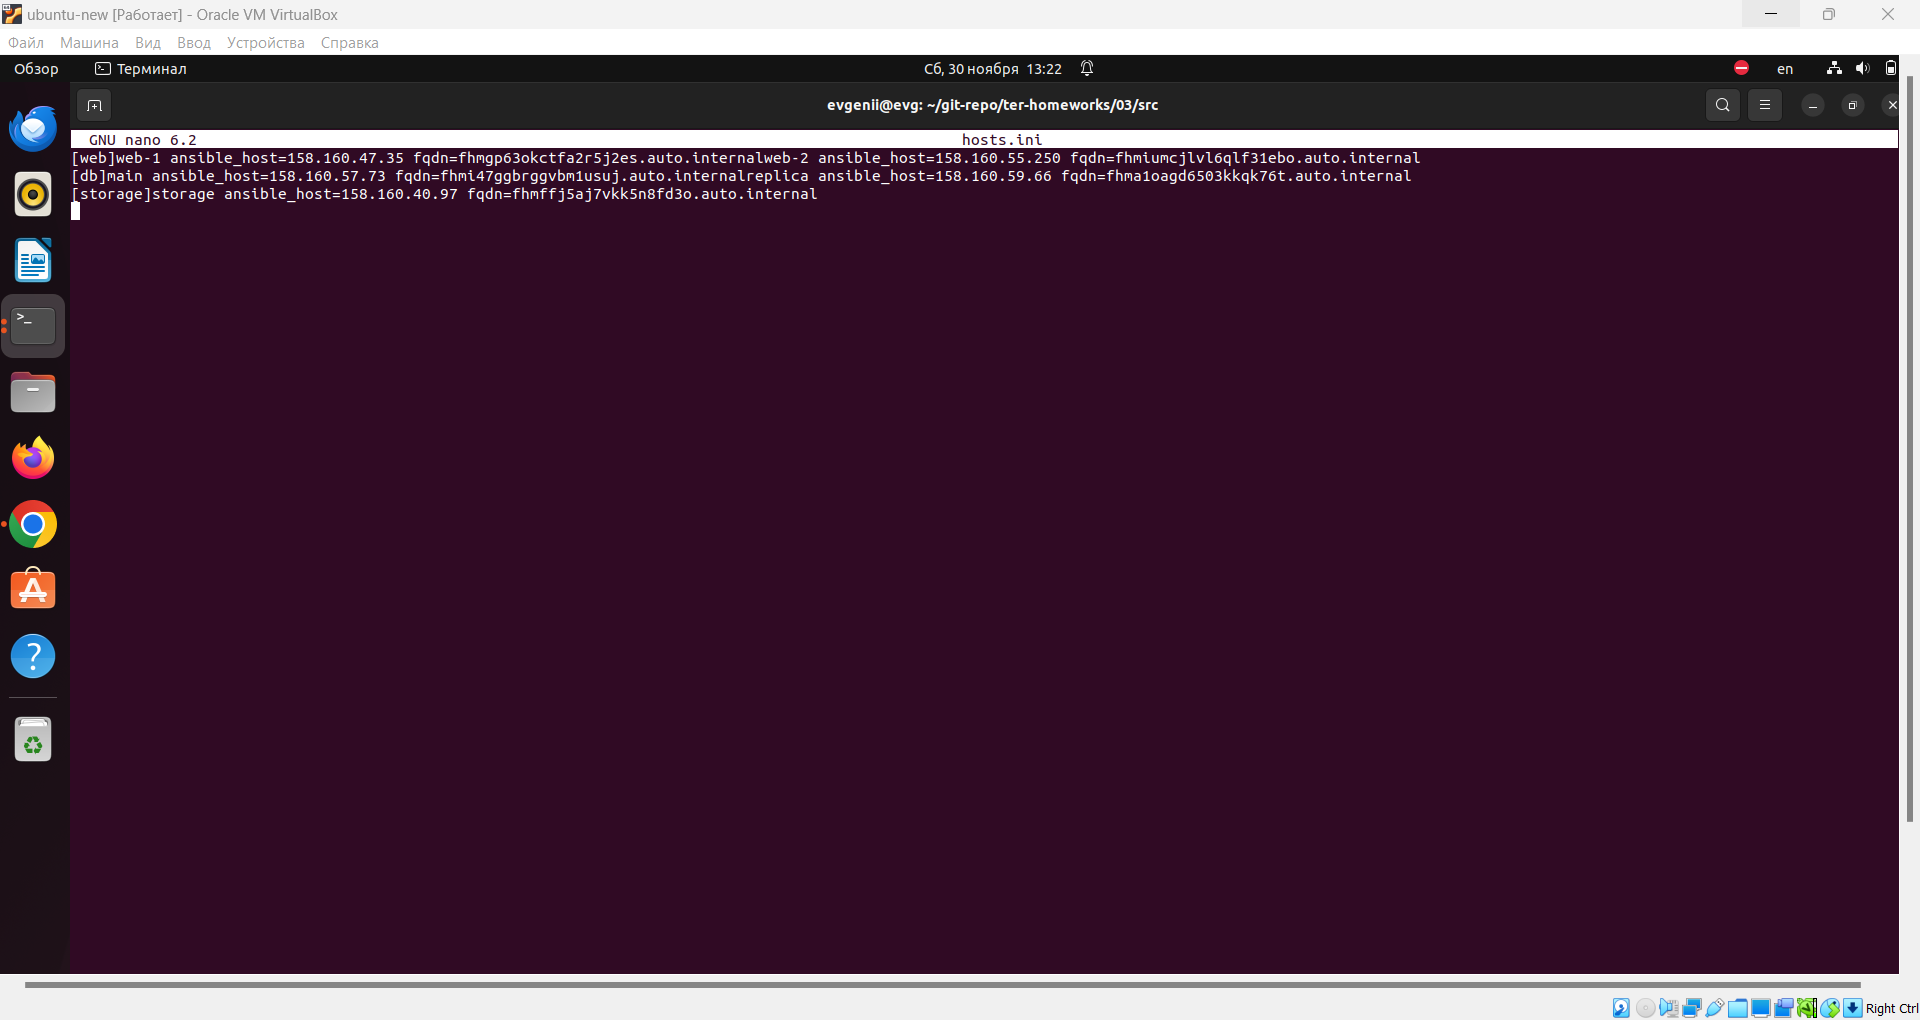 ubuntu-new [Работает] - Oracle VM VirtualBox
Файл Машина Вид Ввод Устройства Справка
Обзор Терминал Сб, 30 ноября 13:22 en
evgenii@evg: ~/git-repo/ter-homeworks/03/src
GNU nano 6.2 hosts.ini
[web]web-1 ansible_host=158.160.47.35 fqdn=fhmgp63okctfa2r5j2es.auto.internalweb-2 ansible_host=158.160.55.250 fqdn=fhmiumcjlvl6qlf31ebo.auto.internal
[db]main ansible_host=158.160.57.73 fqdn=fhmi47ggbrggvbm1usuj.auto.internalreplica ansible_host=158.160.59.66 fqdn=fhma1oagd6503kkqk76t.auto.internal
[storage]storage ansible_host=158.160.40.97 fqdn=fhmffj5aj7vkk5n8fd3o.auto.internal
Right Ctrl